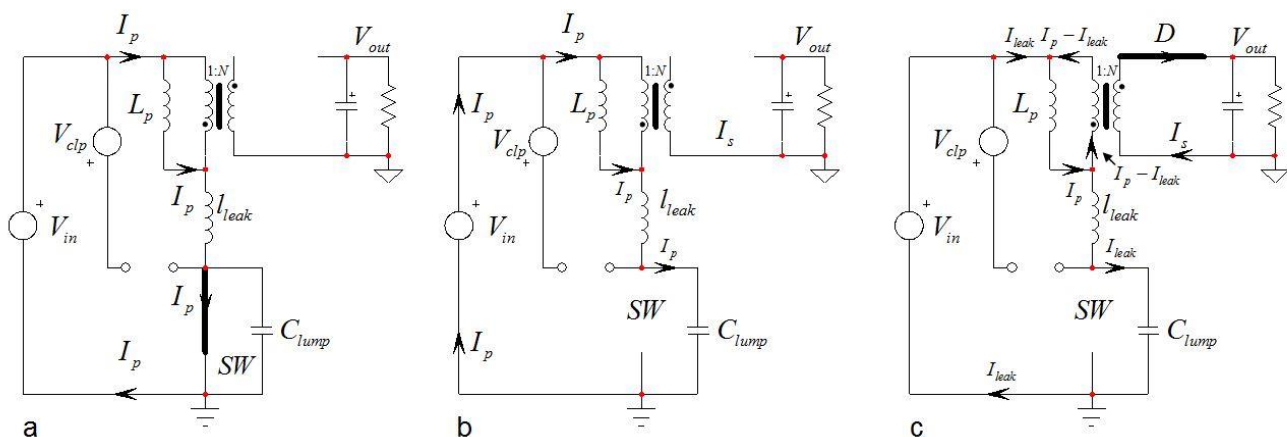 I_p
V_out
1:N
L_p
V_clp
+
+
I_p
l_leak
+
V_in
I_p
C_lump
SW
I_p
a
I_p
V_out
1:N
L_p
I_p
+
V_clp
+
I_s
I_p
l_leak
+
V_in
I_p
SW
C_lump
I_p
b
I_leak
I_p − I_leak
D
V_out
1:N
L_p
+
V_clp
+
I_s
I_p − I_leak
I_p
l_leak
+
V_in
I_leak
SW
C_lump
I_leak
c